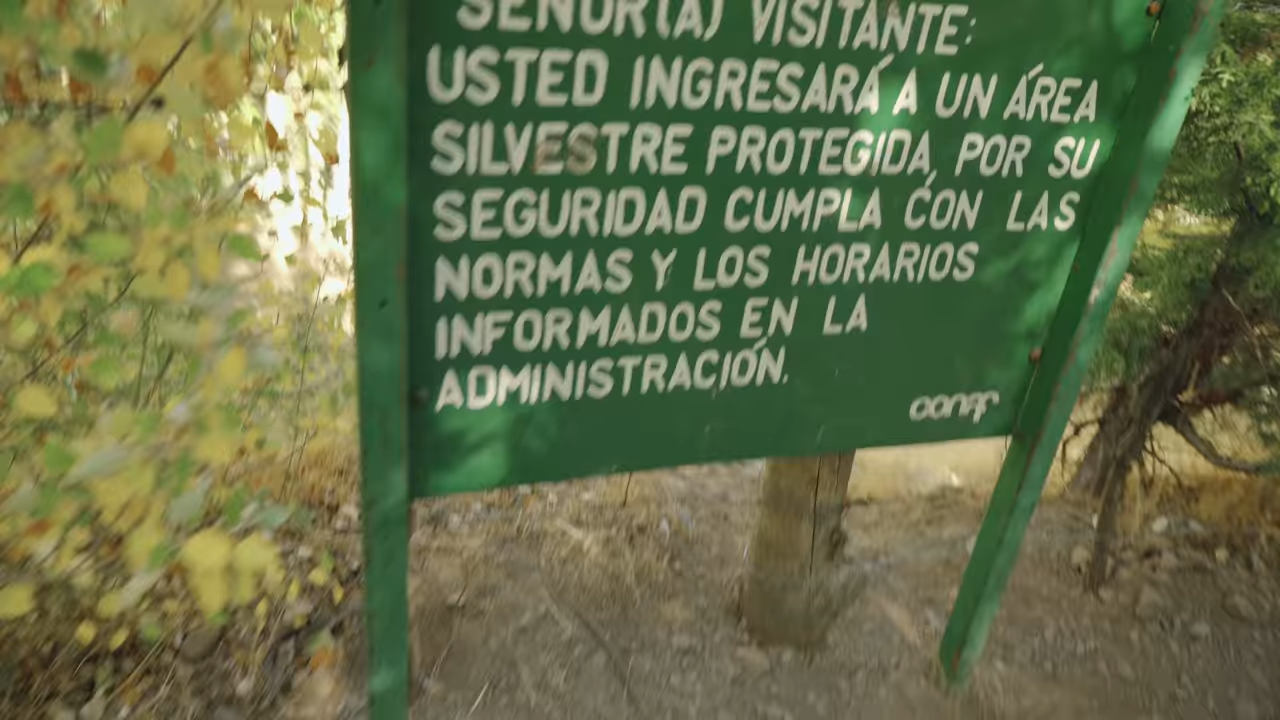 SEÑOR(A) VISITANTE:
USTED INGRESARÁ A UN ÁREA
SILVESTRE PROTEGIDA, POR SU
SEGURIDAD CUMPLA CON LAS
NORMAS Y LOS HORARIOS
INFORMADOS EN LA
ADMINISTRACIÓN.
conaf